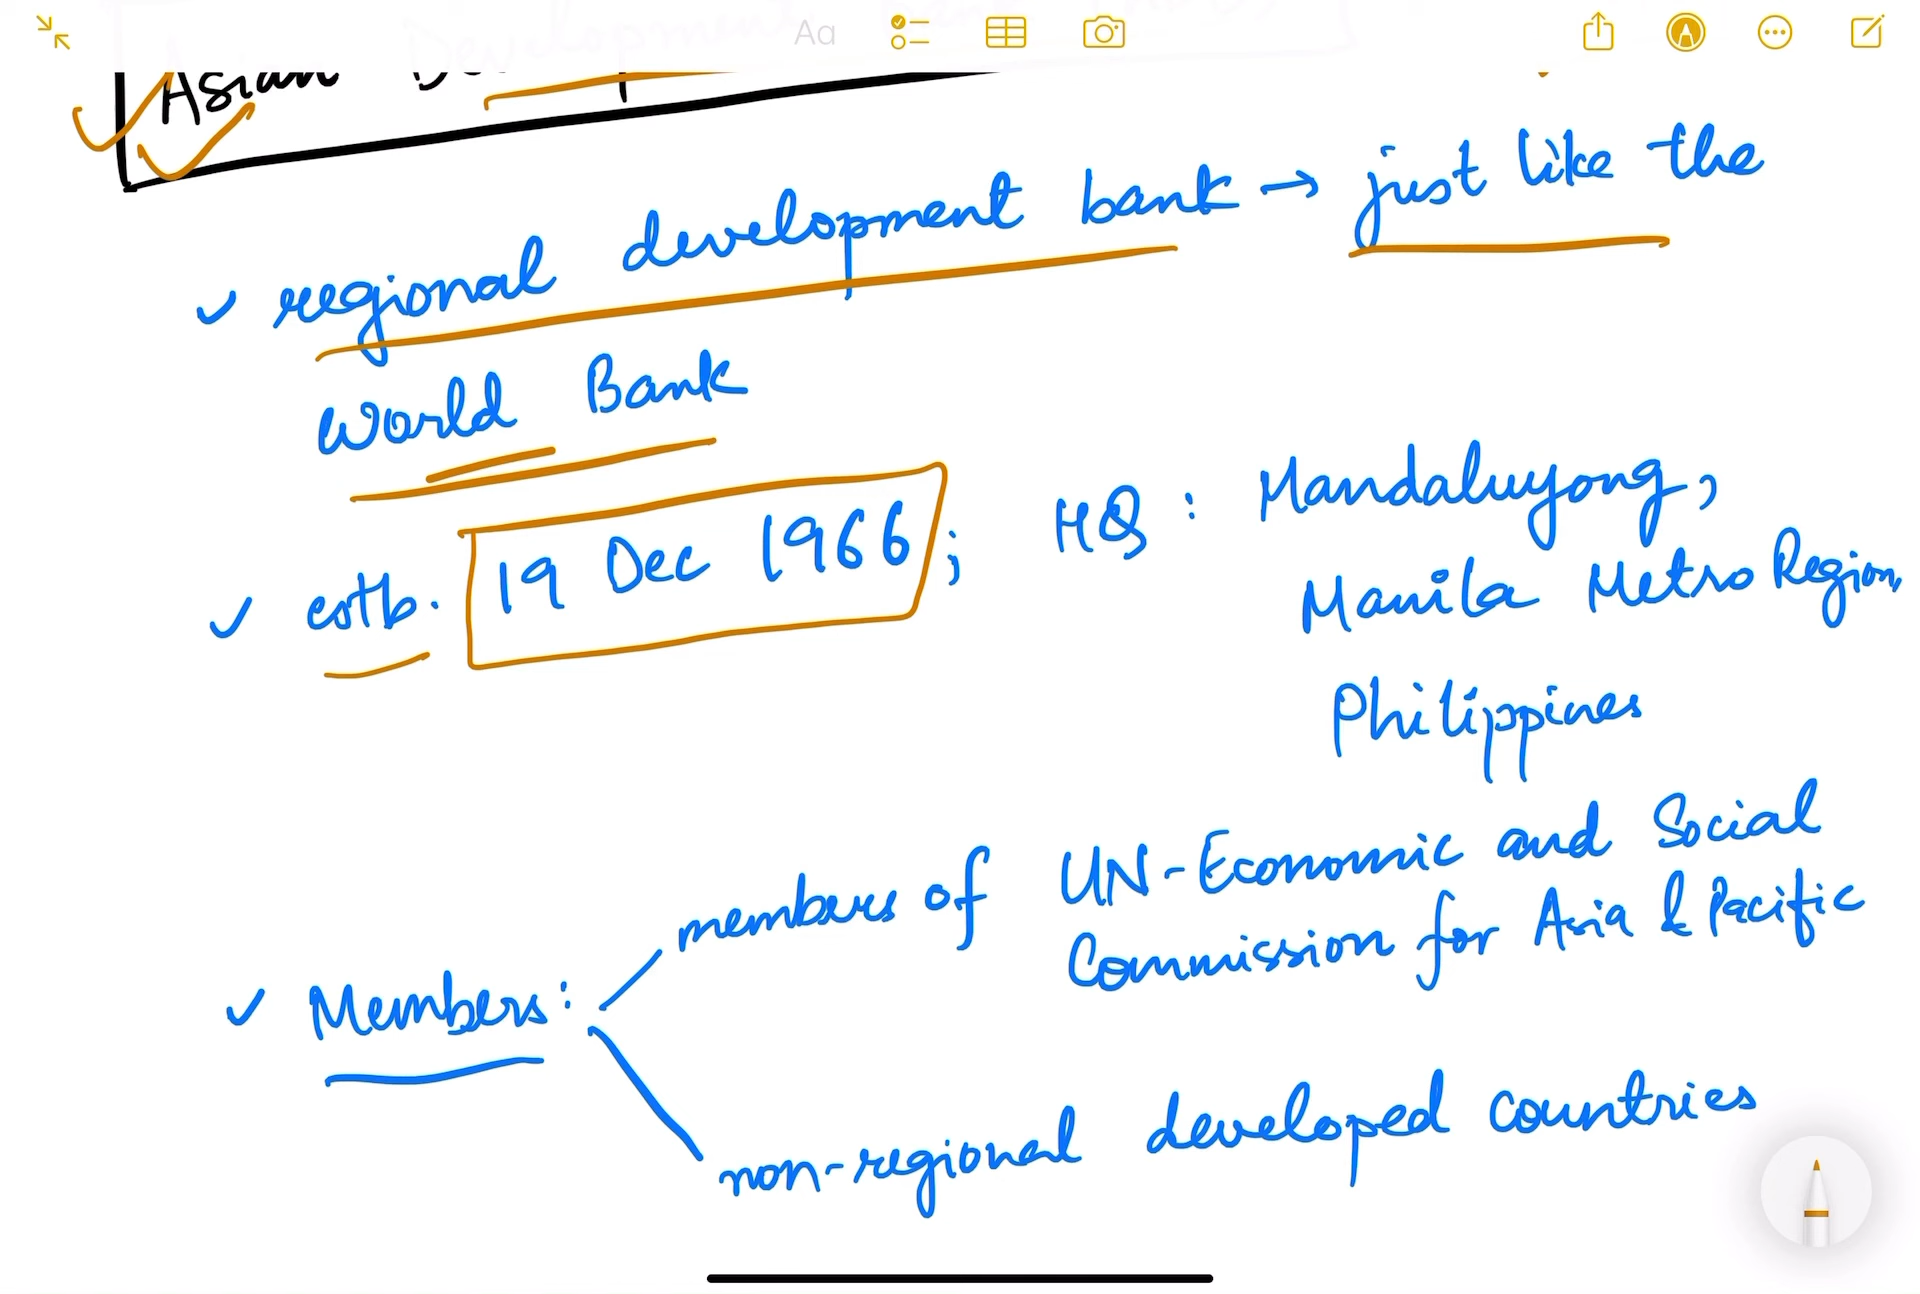 Aa
Asian
✓ regional development bank → just like the
World Bank
✓ estb. 19 Dec 1966; HQ: Mandaluyong,
Manila Metro Region,
Philippines
members of UN-Economic and Social
Commission for Asia & Pacific
✓ Members:
non-regional developed countries